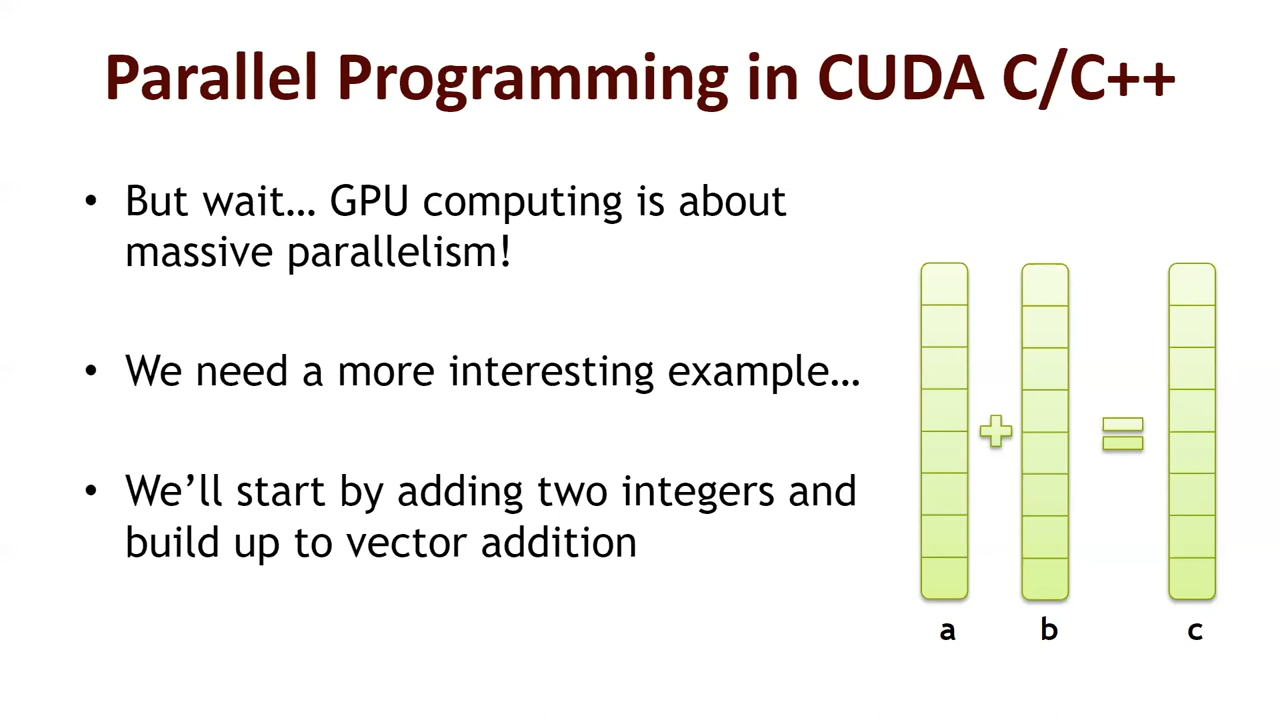 Parallel Programming in CUDA C/C++
• But wait… GPU computing is about
massive parallelism!
• We need a more interesting example…
• We’ll start by adding two integers and
build up to vector addition
a b c